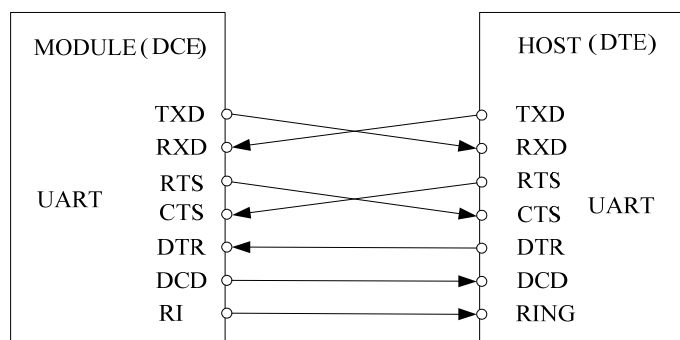 MODULE(DCE)
HOST(DTE)
TXD
TXD
RXD
RXD
RTS
RTS
UART
UART
CTS
CTS
DTR
DTR
DCD
DCD
RI
RING